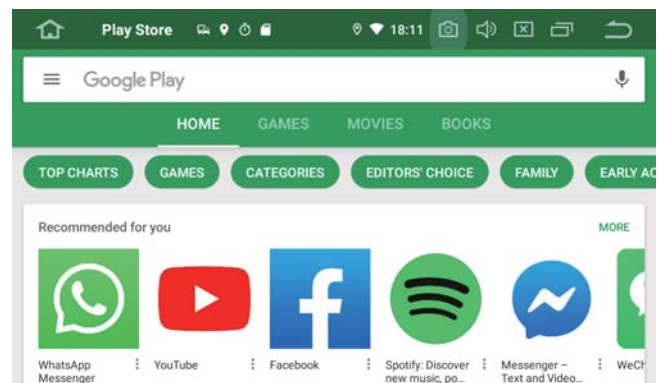 Play Store 18:11
Google Play
HOME GAMES MOVIES BOOKS
TOP CHARTS GAMES CATEGORIES EDITORS' CHOICE FAMILY EARLY AC
Recommended for you MORE
WhatsApp YouTube Facebook Spotify: Discover Messenger – WeCh
Messenger new music, po... Text and Video...